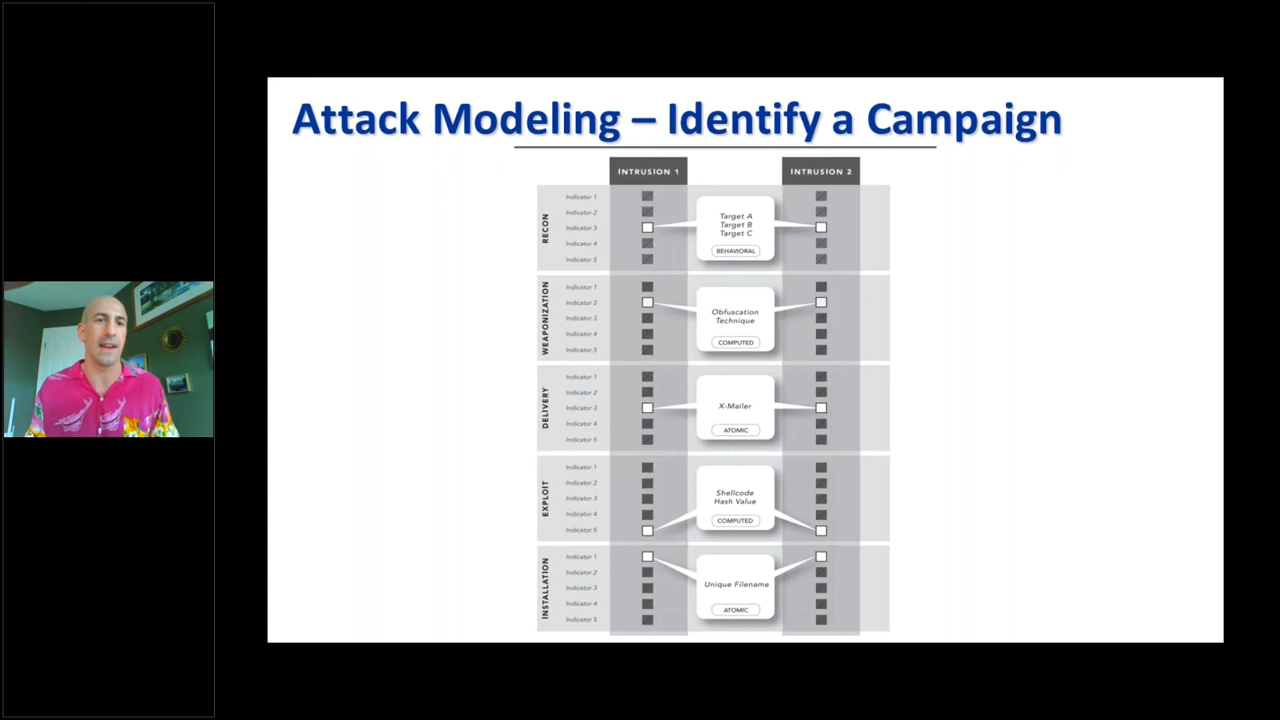 Attack Modeling – Identify a Campaign
INTRUSION 1
INTRUSION 2
RECON
Indicator 1
Indicator 2
Indicator 3
Indicator 4
Indicator 5
Target A
Target B
Target C
BEHAVIORAL
WEAPONIZATION
Indicator 1
Indicator 2
Indicator 3
Indicator 4
Indicator 5
Obfuscation
Technique
COMPUTED
DELIVERY
Indicator 1
Indicator 2
Indicator 3
Indicator 4
Indicator 5
X-Mailer
ATOMIC
EXPLOIT
Indicator 1
Indicator 2
Indicator 3
Indicator 4
Indicator 5
Shellcode
Hash Value
COMPUTED
INSTALLATION
Indicator 1
Indicator 2
Indicator 3
Indicator 4
Indicator 5
Unique Filename
ATOMIC